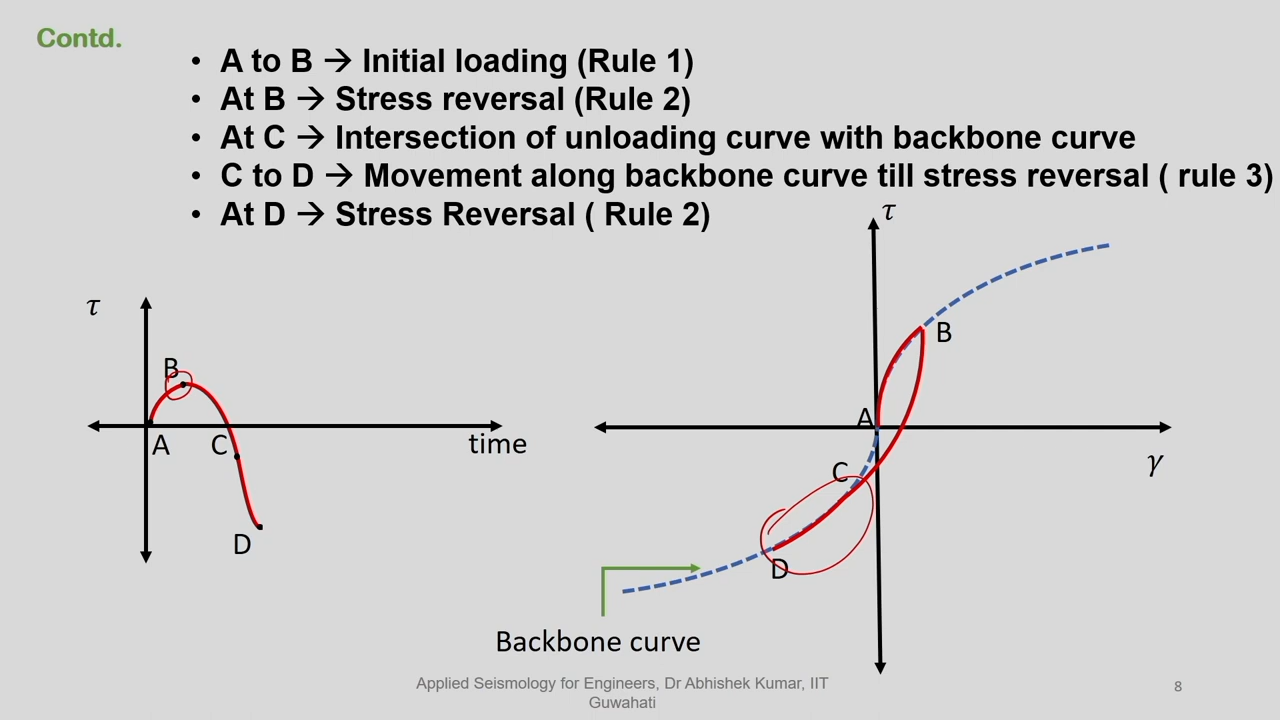 Contd.
• A to B → Initial loading (Rule 1)
• At B → Stress reversal (Rule 2)
• At C → Intersection of unloading curve with backbone curve
• C to D → Movement along backbone curve till stress reversal ( rule 3)
• At D → Stress Reversal ( Rule 2)
τ
B
A
C
time
D
τ
B
A
γ
C
D
Backbone curve
Applied Seismology for Engineers, Dr Abhishek Kumar, IIT
Guwahati
8